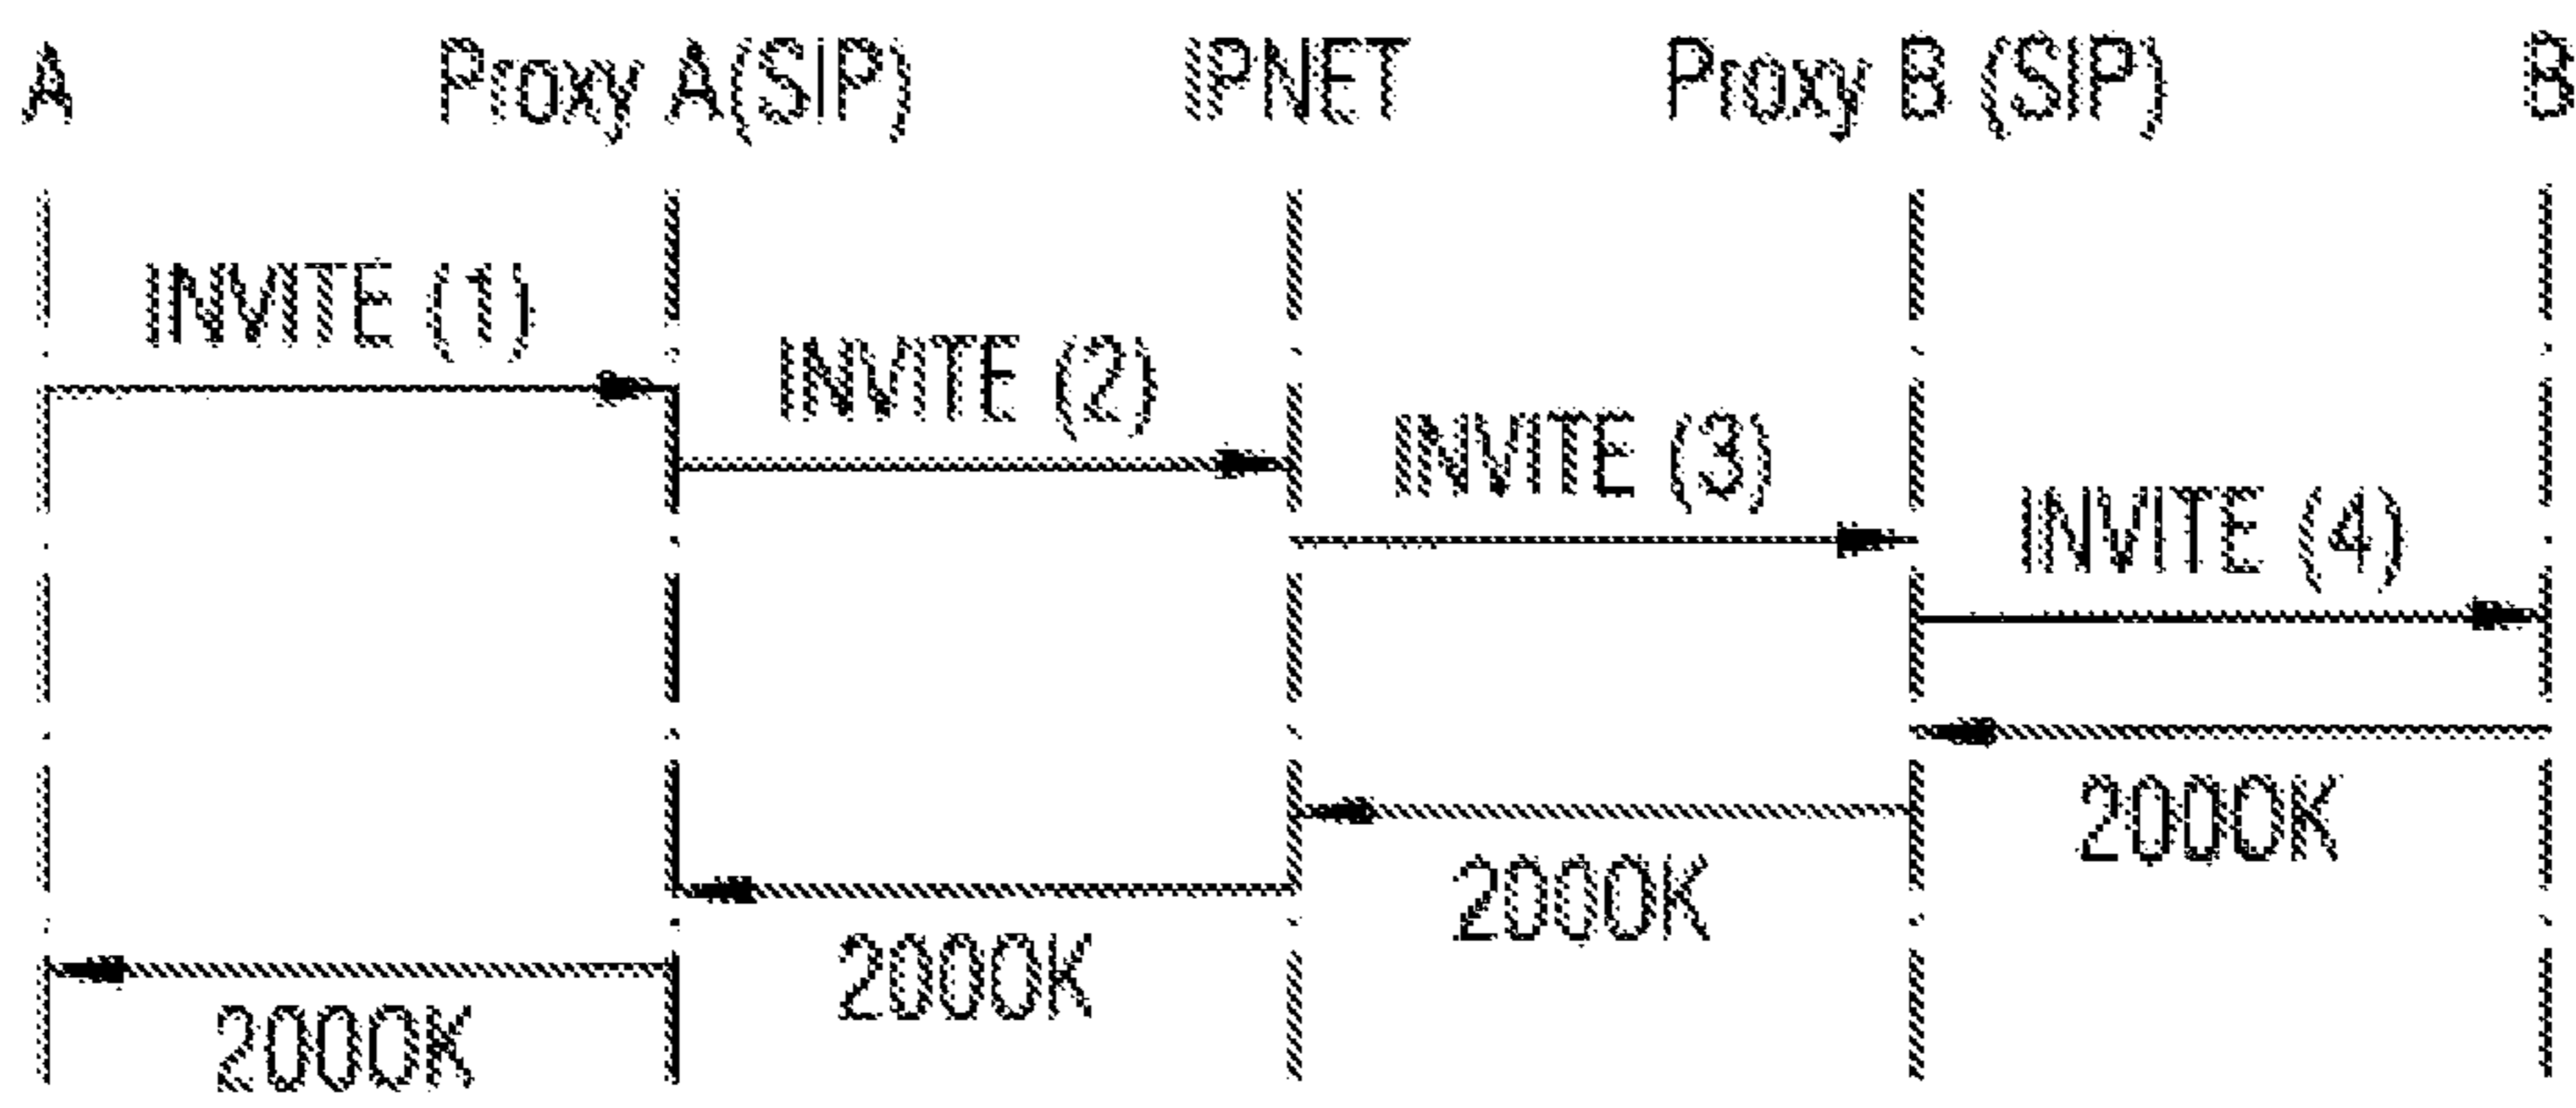 A Proxy A(SIP) IPNET Proxy B (SIP) B
INVITE (1)
INVITE (2)
INVITE (3)
INVITE (4)
200OK
200OK
200OK
200OK